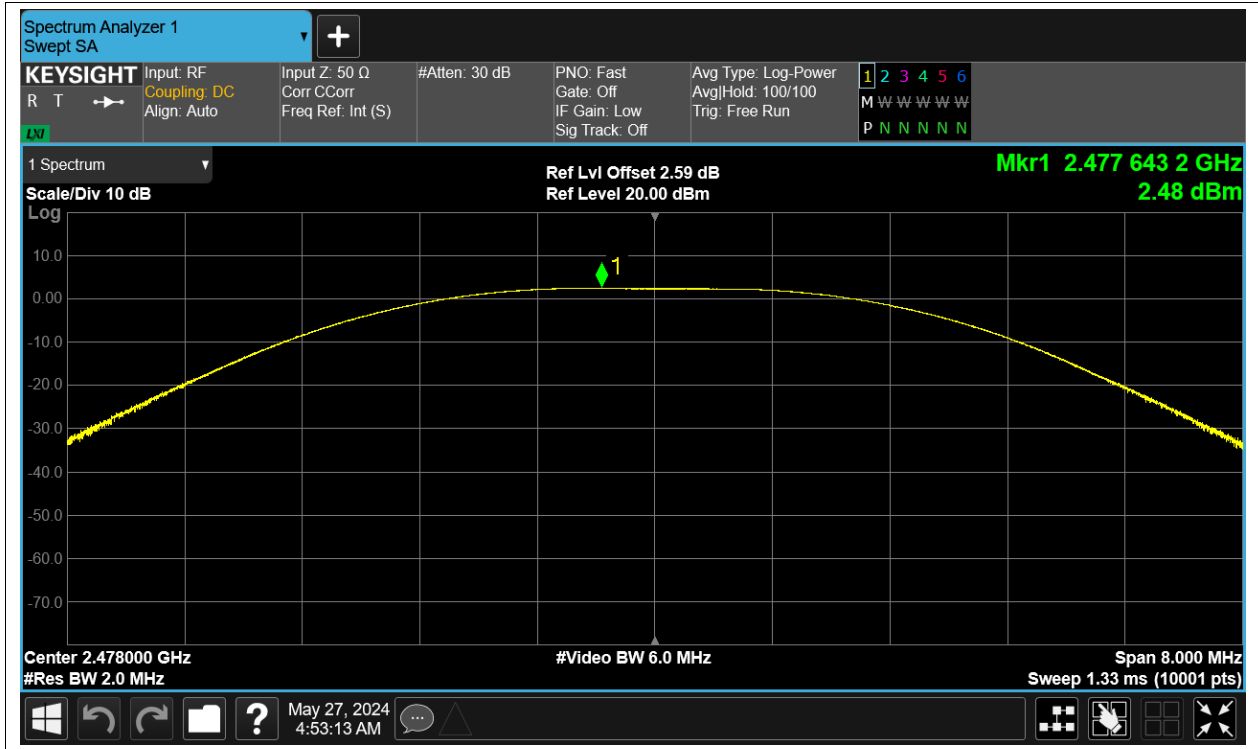 Spectrum Analyzer 1
Swept SA
+
KEYSIGHT
R T
LXI
Input: RF
Coupling: DC
Align: Auto
Input Z: 50 Ω
Corr CCorr
Freq Ref: Int (S)
#Atten: 30 dB
PNO: Fast
Gate: Off
IF Gain: Low
Sig Track: Off
Avg Type: Log-Power
Avg|Hold: 100/100
Trig: Free Run
1 2 3 4 5 6
M W W W W W
P N N N N N
1 Spectrum
Scale/Div 10 dB
Log
Ref Lvl Offset 2.59 dB
Ref Level 20.00 dBm
Mkr1 2.477 643 2 GHz
2.48 dBm
10.0
0.00
-10.0
-20.0
-30.0
-40.0
-50.0
-60.0
-70.0
1
Center 2.478000 GHz
#Res BW 2.0 MHz
#Video BW 6.0 MHz
Span 8.000 MHz
Sweep 1.33 ms (10001 pts)
?
May 27, 2024
4:53:13 AM